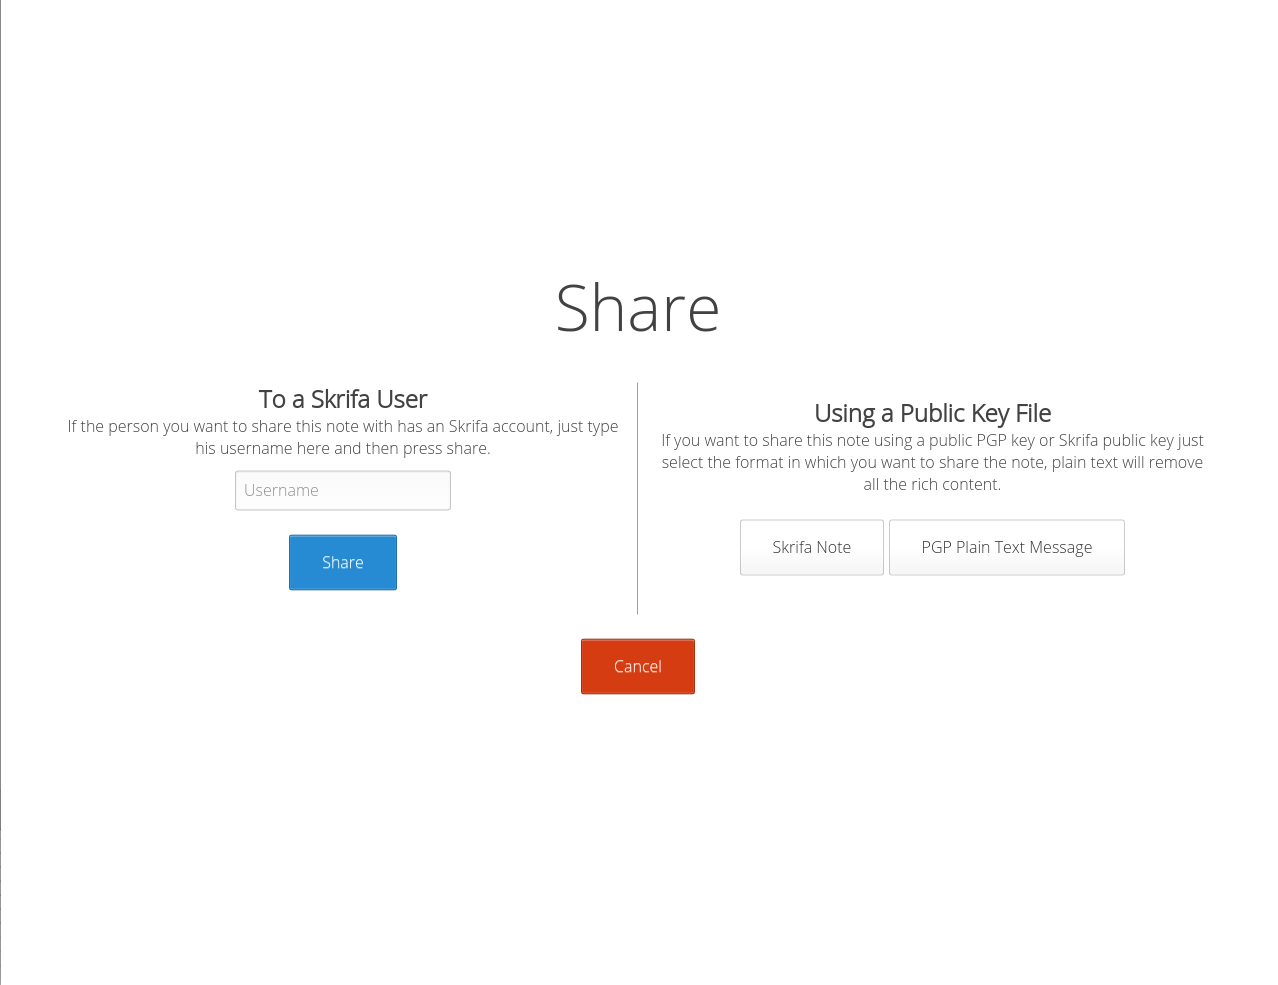 Share
To a Skrifa User
If the person you want to share this note with has an Skrifa account, just type
his username here and then press share.
Username
Share
Using a Public Key File
If you want to share this note using a public PGP key or Skrifa public key just
select the format in which you want to share the note, plain text will remove
all the rich content.
Skrifa Note
PGP Plain Text Message
Cancel